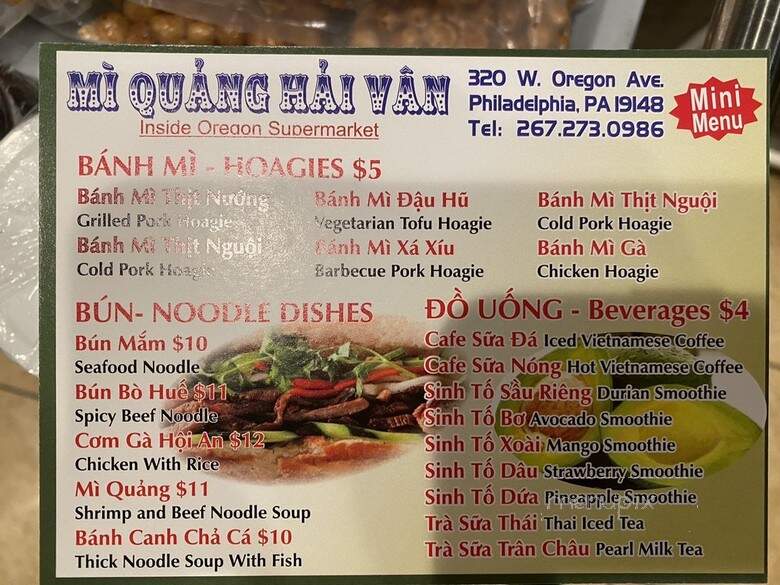 MÌ QUẢNG HẢI VÂN
Inside Oregon Supermarket
320 W. Oregon Ave.
Philadelphia, PA 19148
Tel: 267.273.0986
Mini
Menu
BÁNH MÌ - HOAGIES $5
Bánh Mì Thịt Nướng
Grilled Pork Hoagie
Bánh Mì Đậu Hũ
Vegetarian Tofu Hoagie
Bánh Mì Thịt Nguội
Cold Pork Hoagie
Bánh Mì Thịt Nguội
Cold Pork Hoagie
Bánh Mì Xá Xíu
Barbecue Pork Hoagie
Bánh Mì Gà
Chicken Hoagie
BÚN- NOODLE DISHES
Bún Mắm $10
Seafood Noodle
Bún Bò Huế $11
Spicy Beef Noodle
Cơm Gà Hội An $12
Chicken With Rice
Mì Quảng $11
Shrimp and Beef Noodle Soup
Bánh Canh Chả Cá $10
Thick Noodle Soup With Fish
ĐỒ UỐNG - Beverages $4
Cafe Sữa Đá Iced Vietnamese Coffee
Cafe Sữa Nóng Hot Vietnamese Coffee
Sinh Tố Sầu Riêng Durian Smoothie
Sinh Tố Bơ Avocado Smoothie
Sinh Tố Xoài Mango Smoothie
Sinh Tố Dâu Strawberry Smoothie
Sinh Tố Dứa Pineapple Smoothie
Trà Sữa Thái Thai Iced Tea
Trà Sữa Trân Châu Pearl Milk Tea
menupix